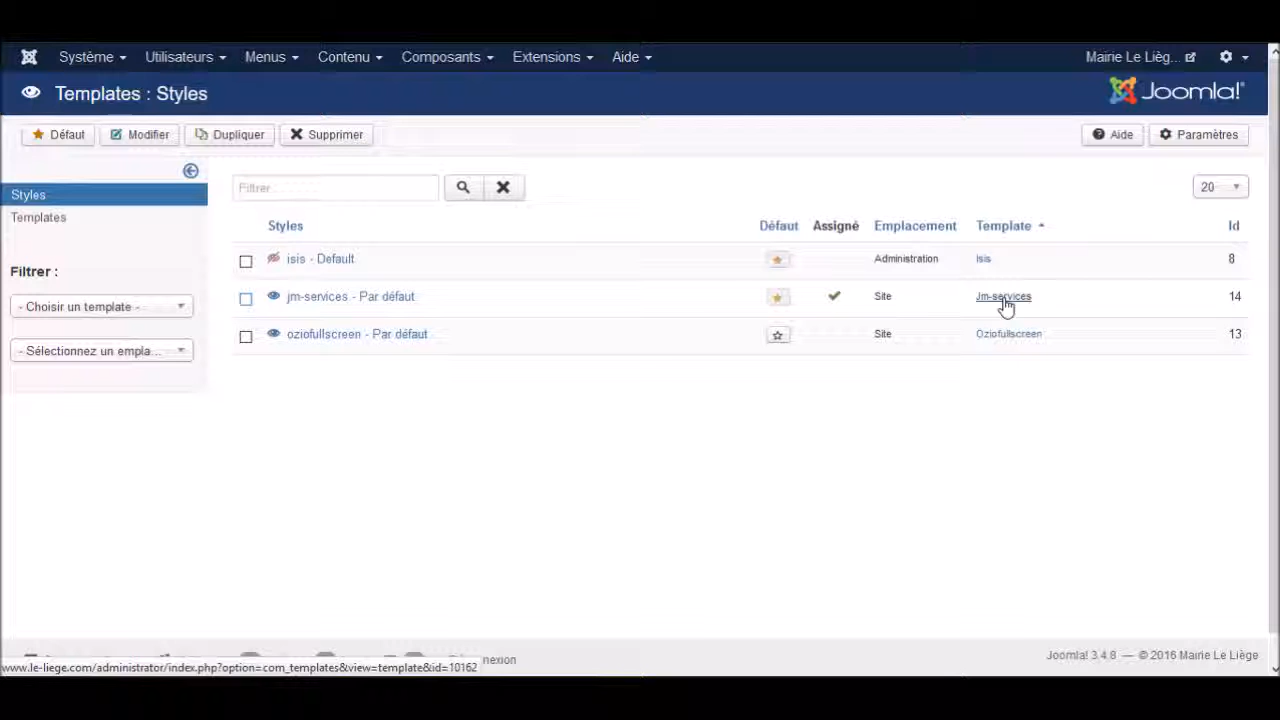 Système Utilisateurs Menus Contenu Composants Extensions Aide Mairie Le Lièg...
Templates : Styles Joomla!
Défaut Modifier Dupliquer Supprimer Aide Paramètres
Styles
Templates
Filtrer :
- Choisir un template -
- Sélectionnez un empla...
Filtrer 20
Styles Défaut Assigné Emplacement Template Id
isis - Default Administration Isis 8
jm-services - Par défaut Site Jm-services 14
oziofullscreen - Par défaut Site Oziofullscreen 13
nexion Joomla! 3.4.8 — © 2016 Mairie Le Liège
www.le-liege.com/administrator/index.php?option=com_templates&view=template&id=10162